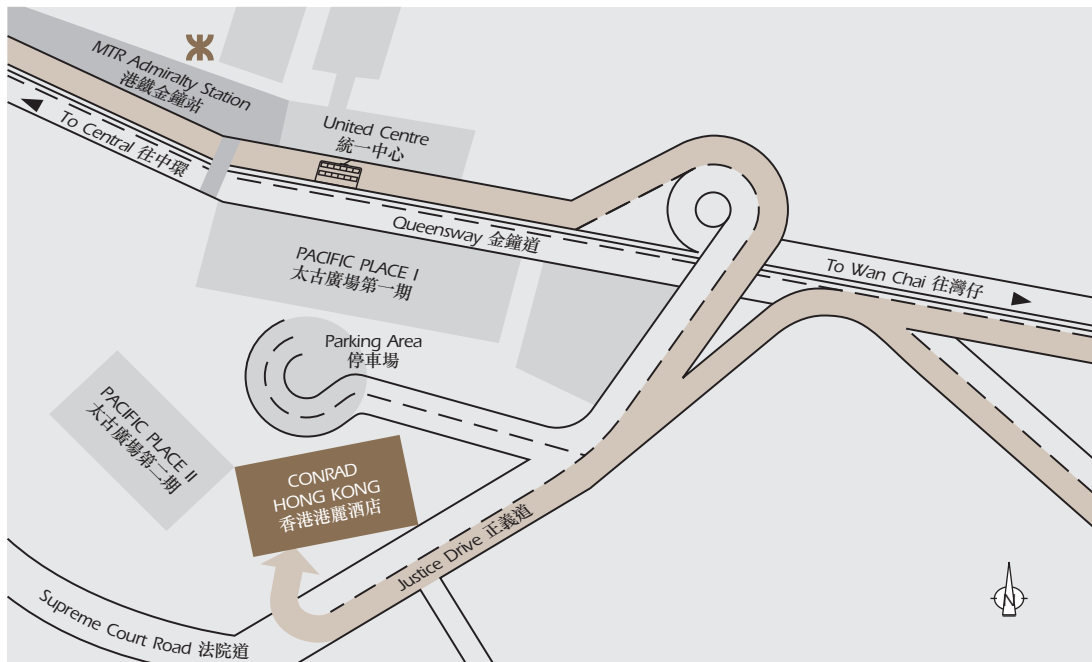 MTR Admiralty Station
港鐵金鐘站
To Central 往中環
United Centre
統一中心
Queensway 金鐘道
PACIFIC PLACE I
太古廣場第一期
To Wan Chai 往灣仔
Parking Area
停車場
PACIFIC PLACE II
太古廣場第二期
CONRAD
HONG KONG
香港港麗酒店
Justice Drive 正義道
Supreme Court Road 法院道
N